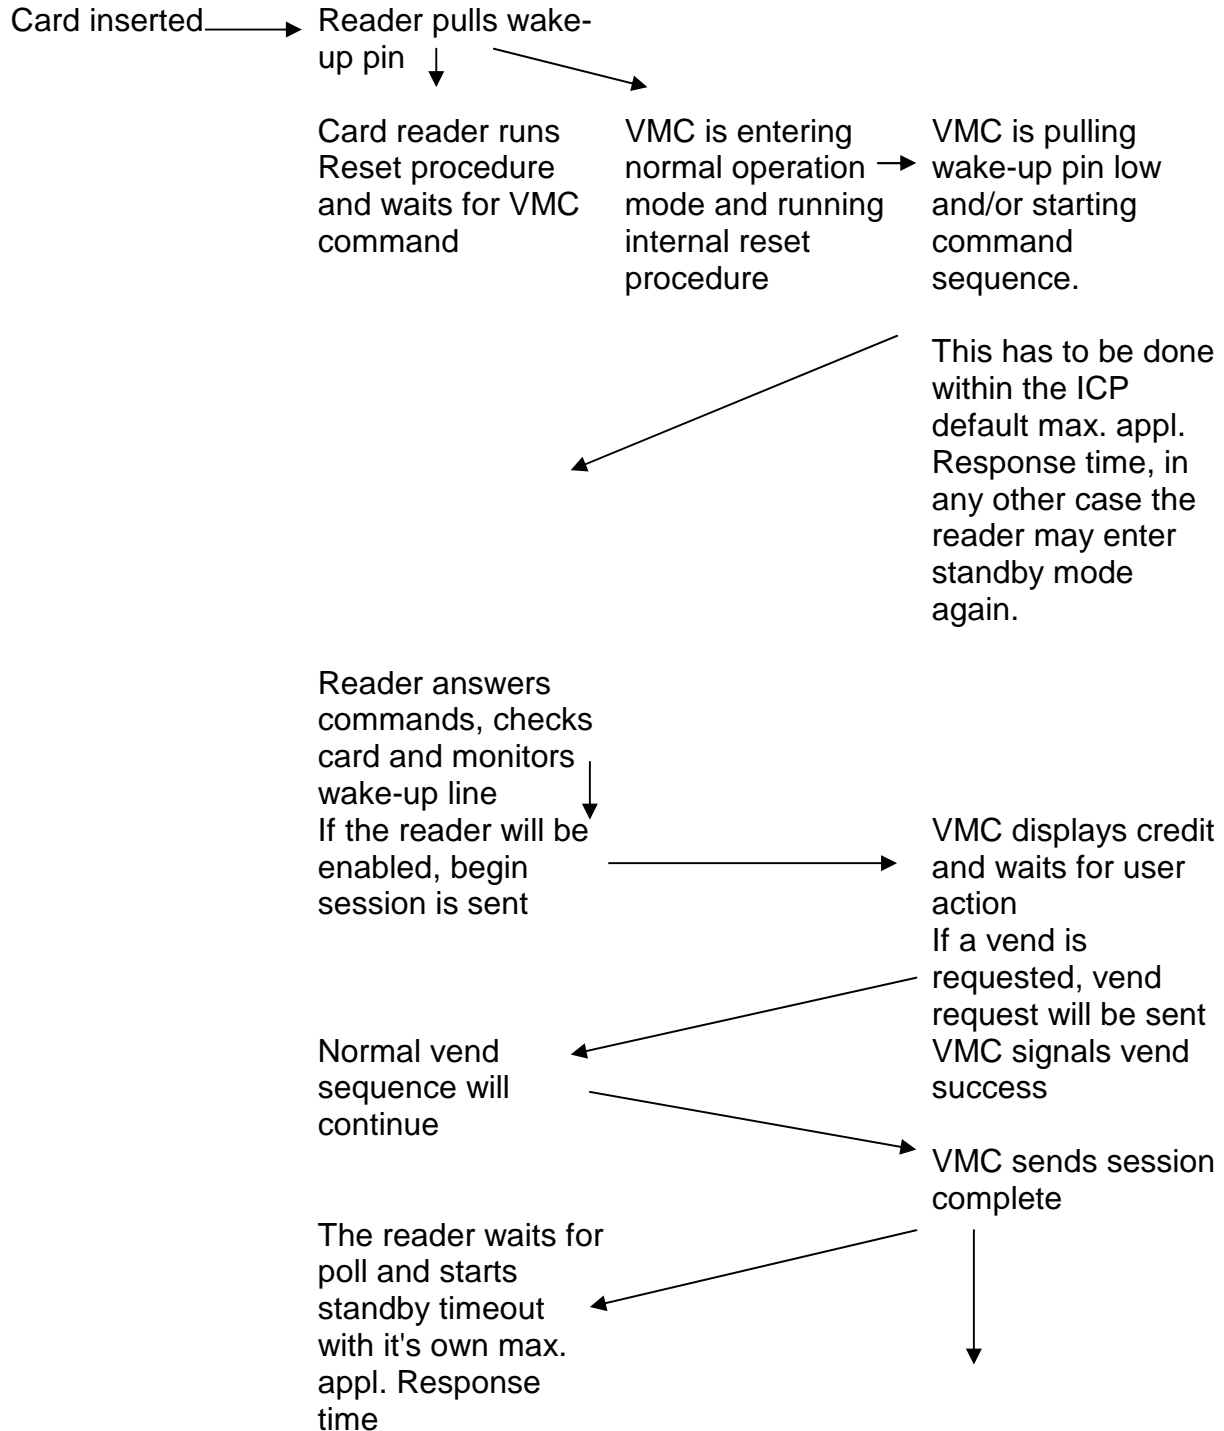 Card inserted
Reader pulls wake-
up pin
Card reader runs
Reset procedure
and waits for VMC
command
VMC is entering
normal operation
mode and running
internal reset
procedure
VMC is pulling
wake-up pin low
and/or starting
command
sequence.
This has to be done
within the ICP
default max. appl.
Response time, in
any other case the
reader may enter
standby mode
again.
Reader answers
commands, checks
card and monitors
wake-up line
If the reader will be
enabled, begin
session is sent
VMC displays credit
and waits for user
action
If a vend is
requested, vend
request will be sent
Normal vend
sequence will
continue
VMC signals vend
success
VMC sends session
complete
The reader waits for
poll and starts
standby timeout
with it's own max.
appl. Response
time